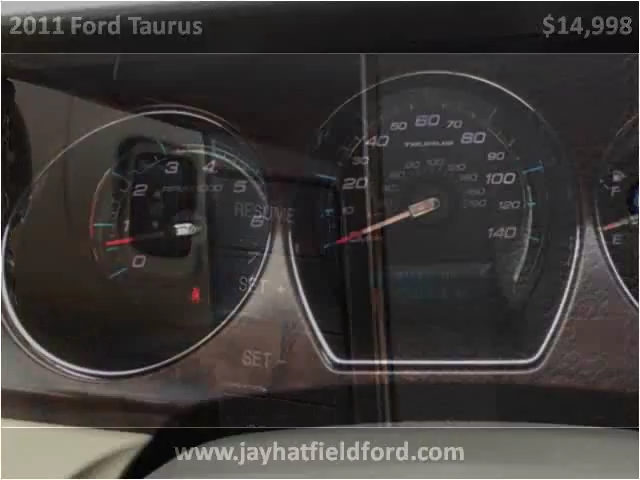 2011 Ford Taurus $14,998
50 60 70
40 80
30 90
20 100
10 120
140
TAURUS
0 2 3 4 5 6 7
RPMx1000
RESUME
SET +
SET -
F
E
www.jayhatfieldford.com